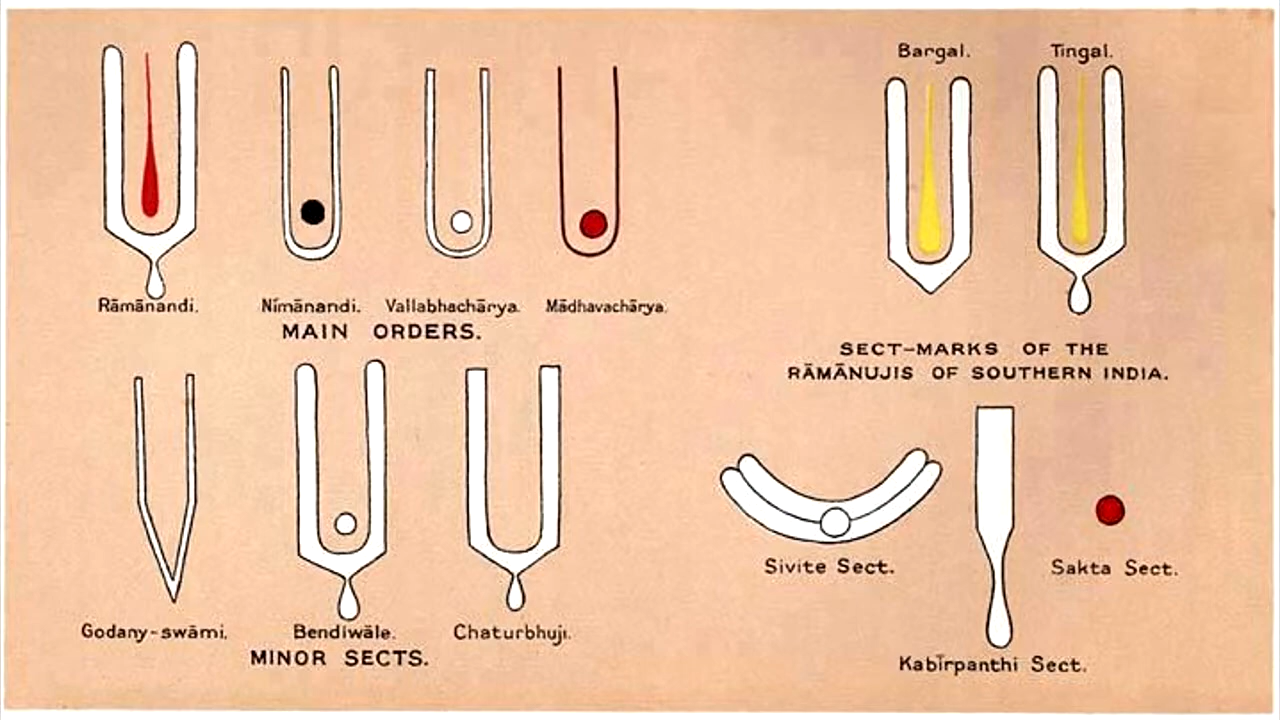 Rāmānandi.
Nīmānandi.
Vallabhachārya.
Mādhavachārya.
MAIN ORDERS.
Godany-swāmi.
Bendiwāle.
Chaturbhuji.
MINOR SECTS.
Bargal.
Tingal.
SECT-MARKS OF THE
RĀMĀNUJIS OF SOUTHERN INDIA.
Sivite Sect.
Sakta Sect.
Kabīrpanthi Sect.